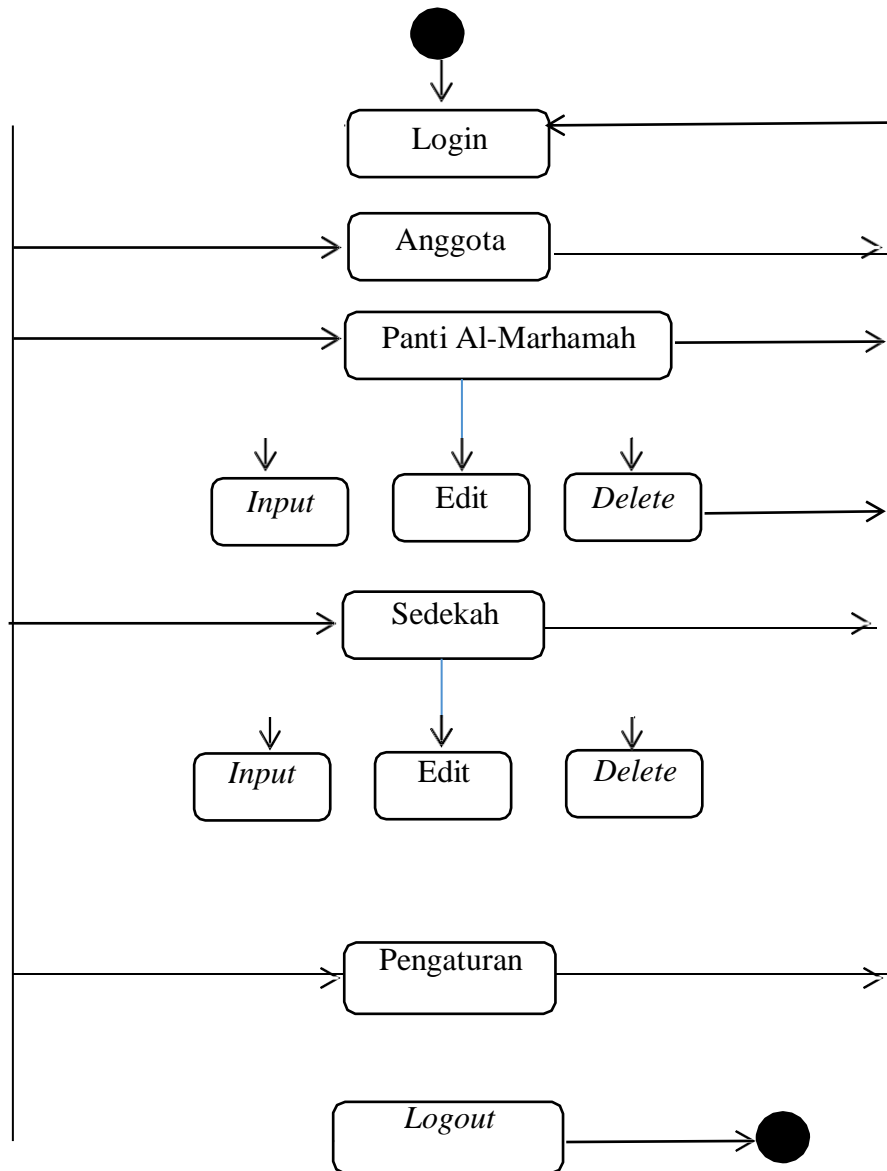 Login
Anggota
Panti Al-Marhamah
Input Edit Delete
Sedekah
Input Edit Delete
Pengaturan
Logout